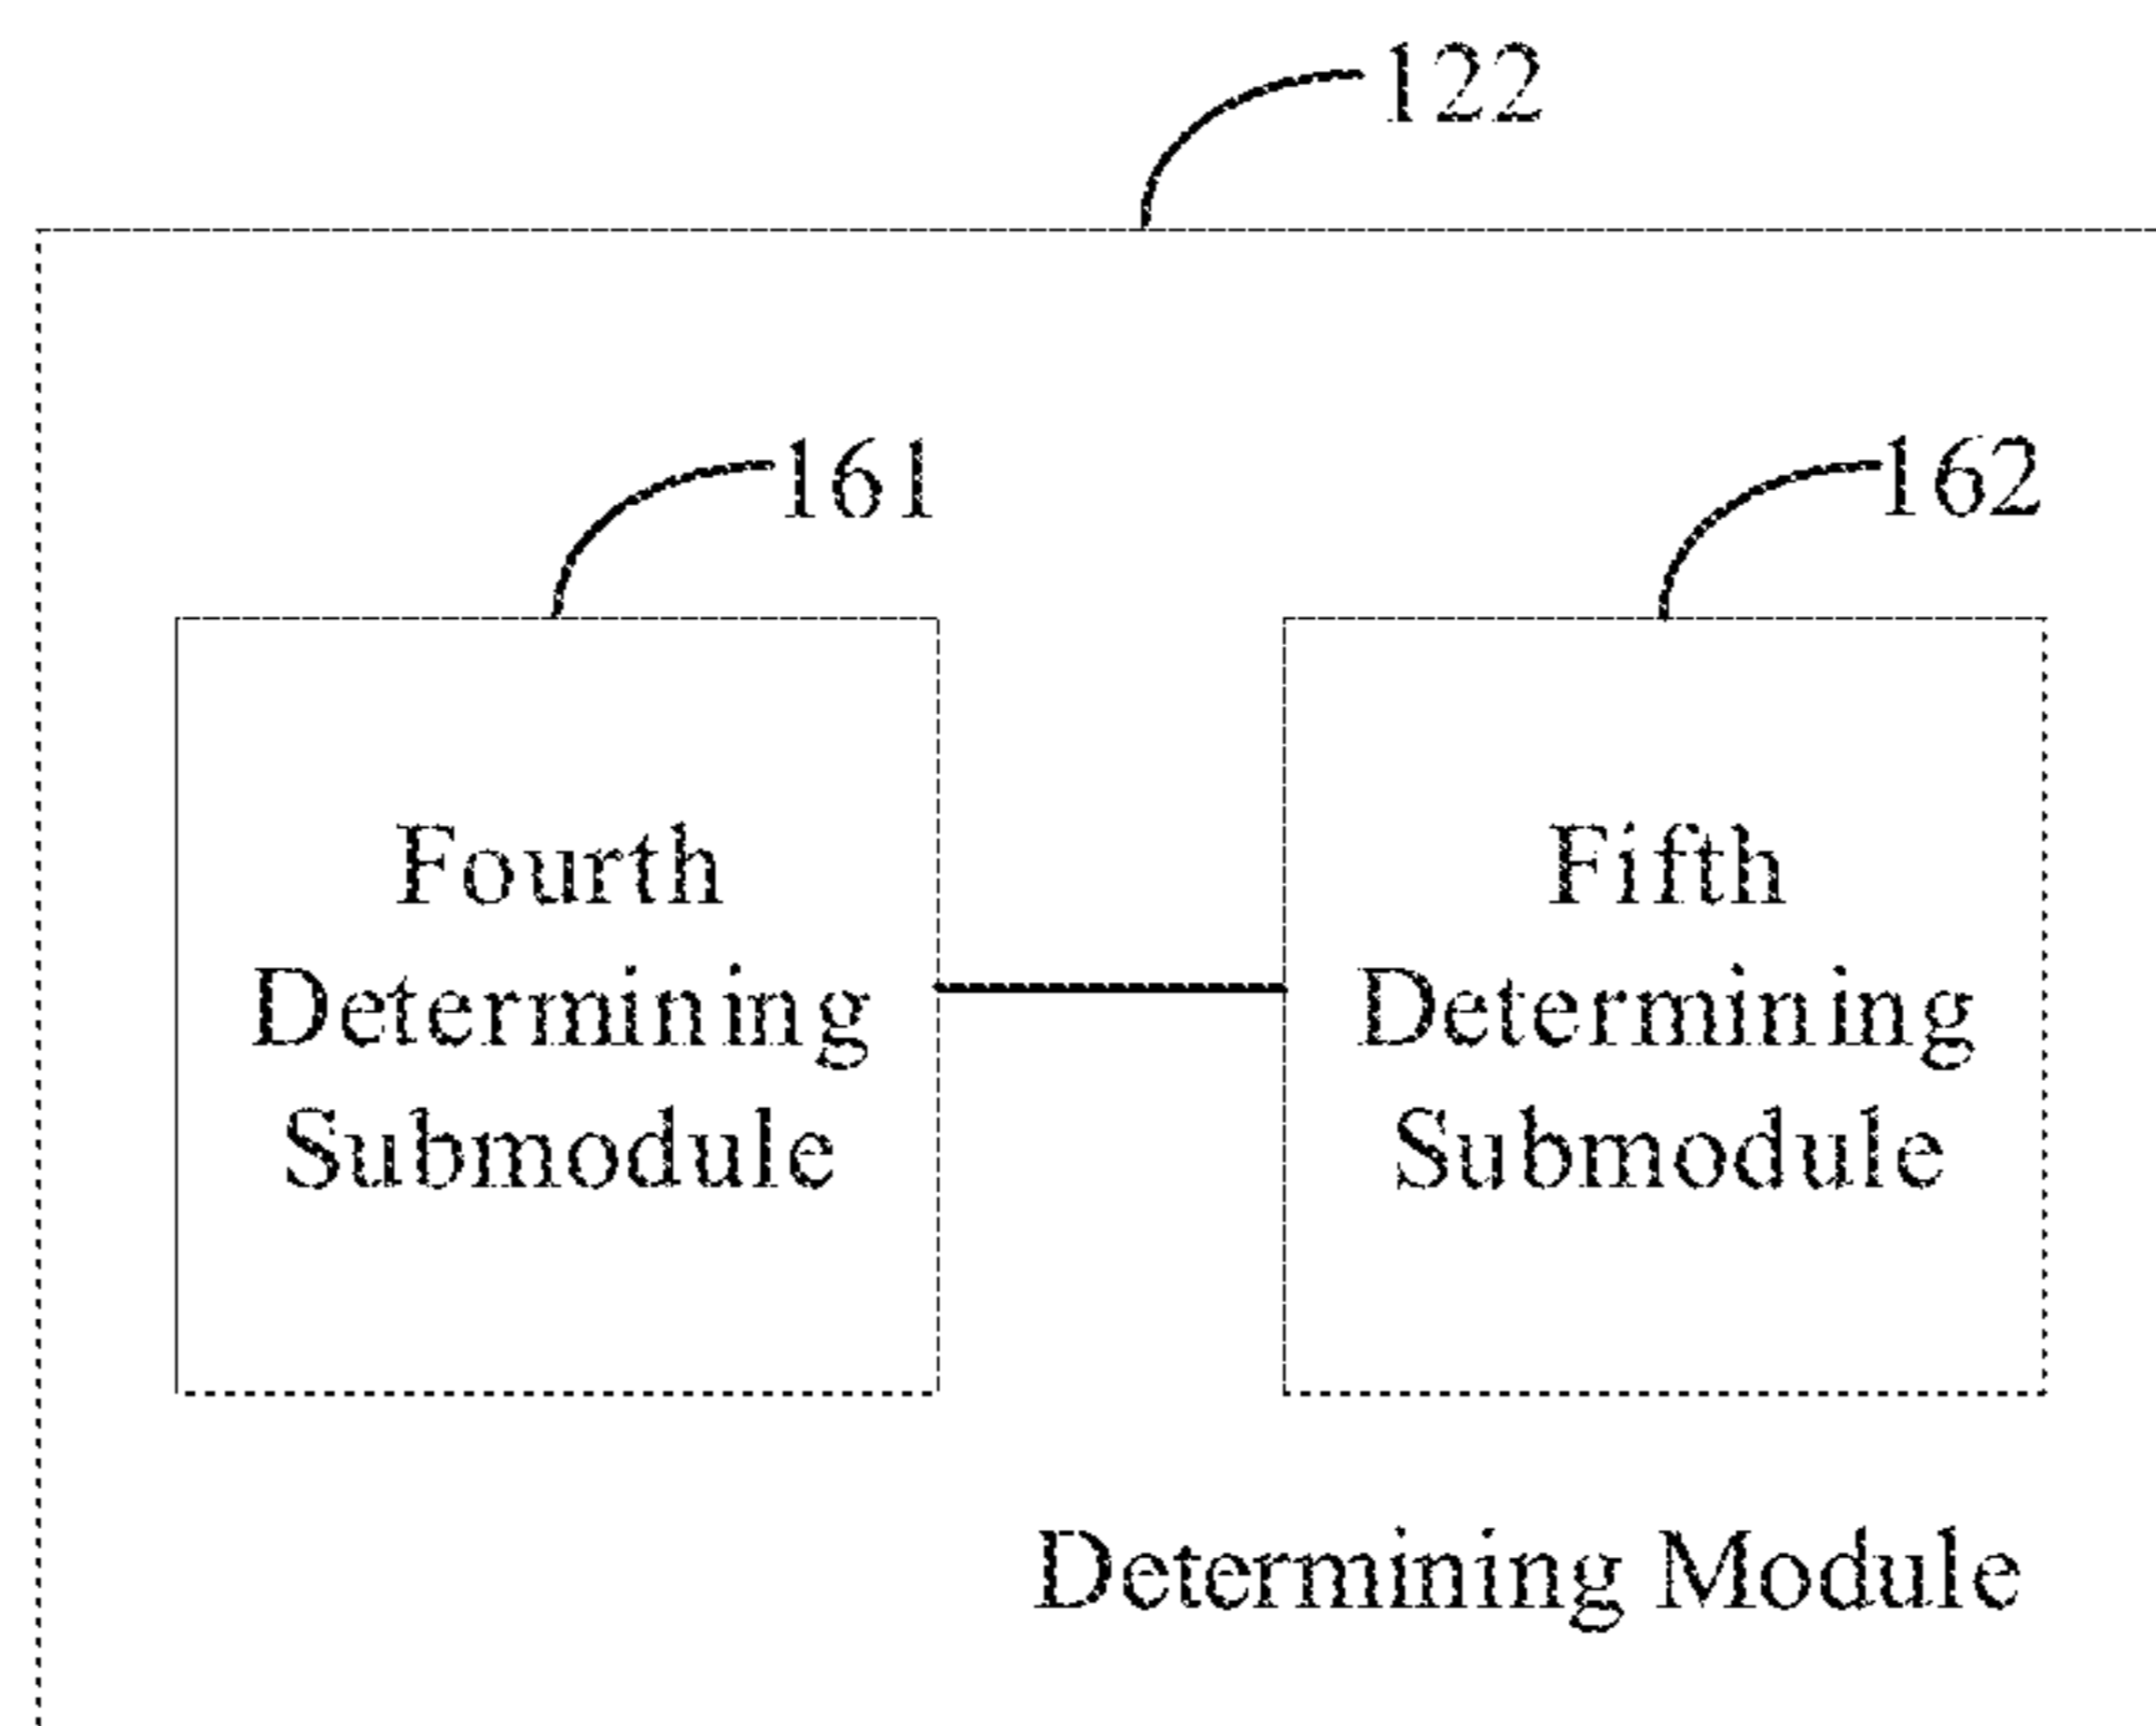 122
161
162
Fourth
Determining
Submodule
Fifth
Determining
Submodule
Determining Module